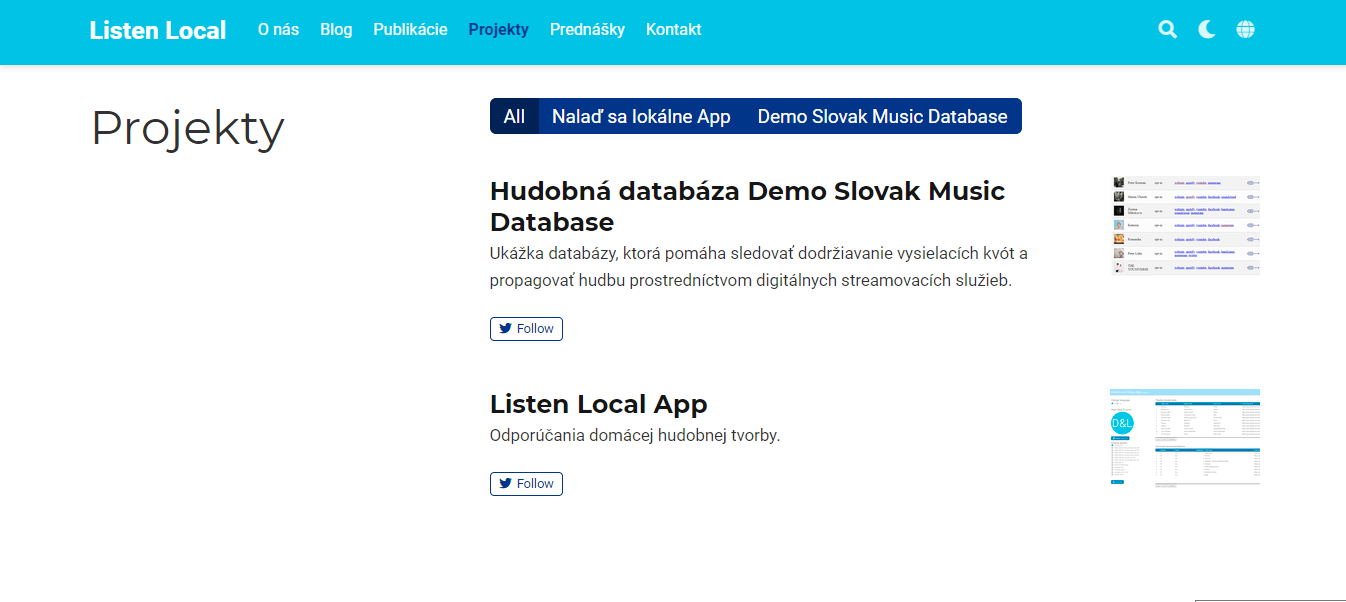 Listen Local
O nás
Blog
Publikácie
Projekty
Prednášky
Kontakt
Projekty
All
Nalaď sa lokálne App
Demo Slovak Music Database
Hudobná databáza Demo Slovak Music
Database
Ukážka databázy, ktorá pomáha sledovať dodržiavanie vysielacích kvót a
propagovať hudbu prostredníctvom digitálnych streamovacích služieb.
Follow
Listen Local App
Odporúčania domácej hudobnej tvorby.
Follow
D&L